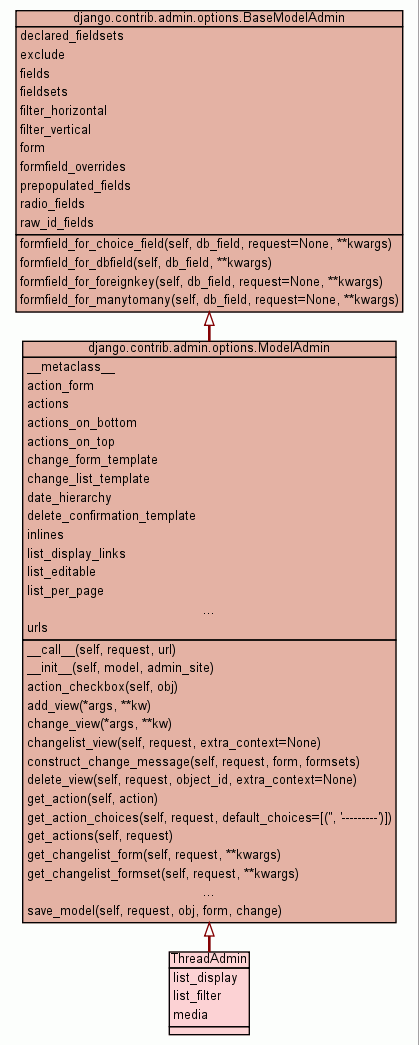 django.contrib.admin.options.BaseModelAdmin
declared_fieldsets
exclude
fields
fieldsets
filter_horizontal
filter_vertical
form
formfield_overrides
prepopulated_fields
radio_fields
raw_id_fields
formfield_for_choice_field(self, db_field, request=None, **kwargs)
formfield_for_dbfield(self, db_field, **kwargs)
formfield_for_foreignkey(self, db_field, request=None, **kwargs)
formfield_for_manytomany(self, db_field, request=None, **kwargs)
django.contrib.admin.options.ModelAdmin
__metaclass__
action_form
actions
actions_on_bottom
actions_on_top
change_form_template
change_list_template
date_hierarchy
delete_confirmation_template
inlines
list_display_links
list_editable
list_per_page
...
urls
__call__(self, request, url)
__init__(self, model, admin_site)
action_checkbox(self, obj)
add_view(*args, **kw)
change_view(*args, **kw)
changelist_view(self, request, extra_context=None)
construct_change_message(self, request, form, formsets)
delete_view(self, request, object_id, extra_context=None)
get_action(self, action)
get_action_choices(self, request, default_choices=[('', '---------')])
get_actions(self, request)
get_changelist_form(self, request, **kwargs)
get_changelist_formset(self, request, **kwargs)
...
save_model(self, request, obj, form, change)
ThreadAdmin
list_display
list_filter
media